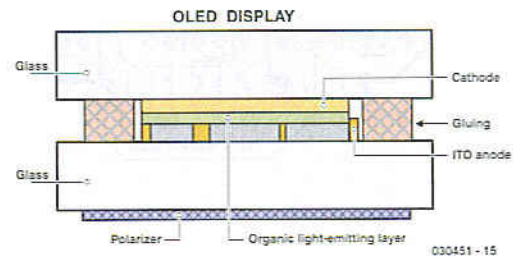 OLED DISPLAY
Glass
Cathode
Gluing
ITO anode
Glass
Polarizer
Organic light-emitting layer
030451 - 15